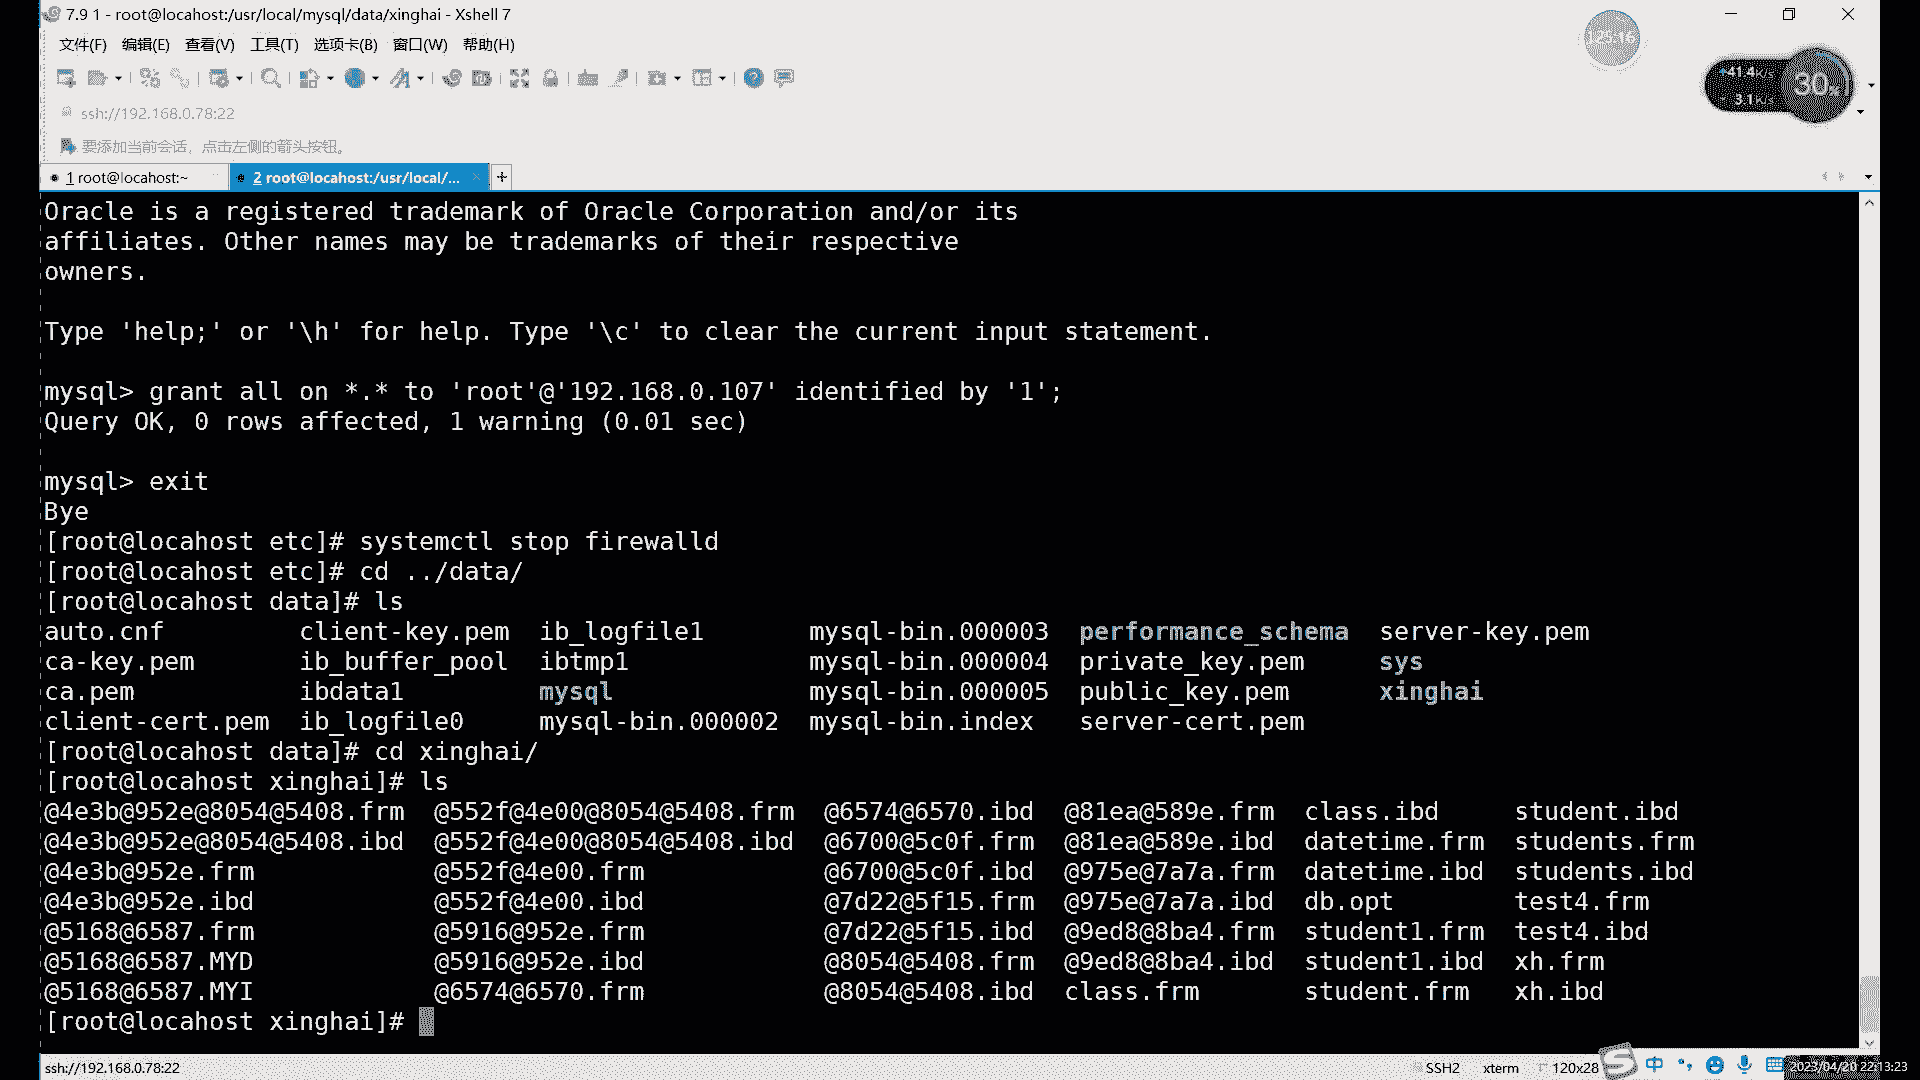 7.9 1 - root@locahost:/usr/local/mysql/data/xinghai - Xshell 7
文件(F) 编辑(E) 查看(V) 工具(T) 选项卡(B) 窗口(W) 帮助(H)
ssh://192.168.0.78:22
要添加当前会话，点击左侧的箭头按钮。
41.4K/s
3.1K/s
30%
1 root@locahost:~
2 root@locahost:/usr/local/...
Oracle is a registered trademark of Oracle Corporation and/or its
affiliates. Other names may be trademarks of their respective
owners.
Type 'help;' or '\h' for help. Type '\c' to clear the current input statement.
mysql> grant all on *.* to 'root'@'192.168.0.107' identified by '1';
Query OK, 0 rows affected, 1 warning (0.01 sec)
mysql> exit
Bye
[root@locahost etc]# systemctl stop firewalld
[root@locahost etc]# cd ../data/
[root@locahost data]# ls
auto.cnf client-key.pem ib_logfile1 mysql-bin.000003 performance_schema server-key.pem
ca-key.pem ib_buffer_pool ibtmp1 mysql-bin.000004 private_key.pem sys
ca.pem ibdata1 mysql mysql-bin.000005 public_key.pem xinghai
client-cert.pem ib_logfile0 mysql-bin.000002 mysql-bin.index server-cert.pem
[root@locahost data]# cd xinghai/
[root@locahost xinghai]# ls
@4e3b@952e@8054@5408.frm @552f@4e00@8054@5408.frm @6574@6570.ibd @81ea@589e.frm class.ibd student.ibd
@4e3b@952e@8054@5408.ibd @552f@4e00@8054@5408.ibd @6700@5c0f.frm @81ea@589e.ibd datetime.frm students.frm
@4e3b@952e.frm @552f@4e00.frm @6700@5c0f.ibd @975e@7a7a.frm datetime.ibd students.ibd
@4e3b@952e.ibd @552f@4e00.ibd @7d22@5f15.frm @975e@7a7a.ibd db.opt test4.frm
@5168@6587.frm @5916@952e.frm @7d22@5f15.ibd @9ed8@8ba4.frm student1.frm test4.ibd
@5168@6587.MYD @5916@952e.ibd @8054@5408.frm @9ed8@8ba4.ibd student1.ibd xh.frm
@5168@6587.MYI @6574@6570.frm @8054@5408.ibd class.frm student.frm xh.ibd
[root@locahost xinghai]#
ssh://192.168.0.78:22 SSH2 xterm 120x28 中 2023/04/20 22:13:23